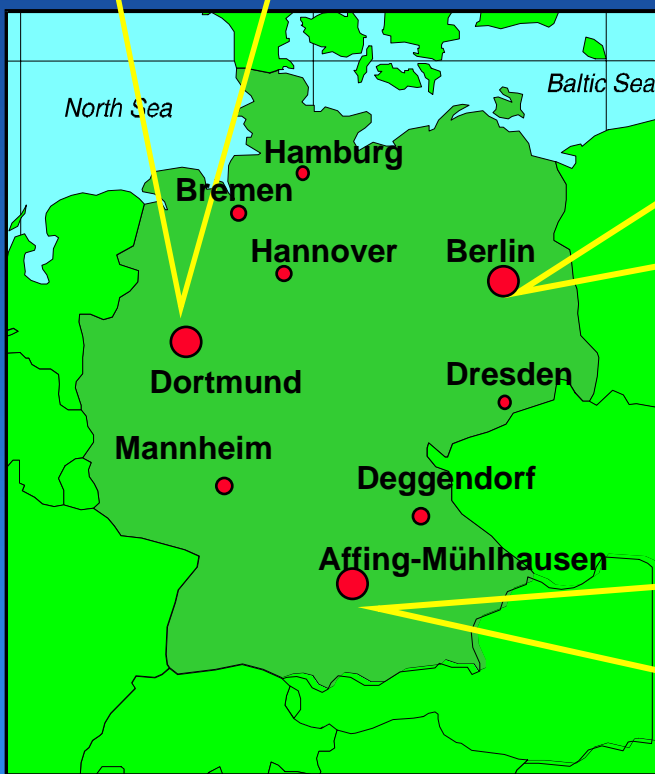 Baltic Sea
North Sea
Hamburg
Bremen
Hannover
Berlin
Dortmund
Dresden
Mannheim
Deggendorf
Affing-Mühlhausen